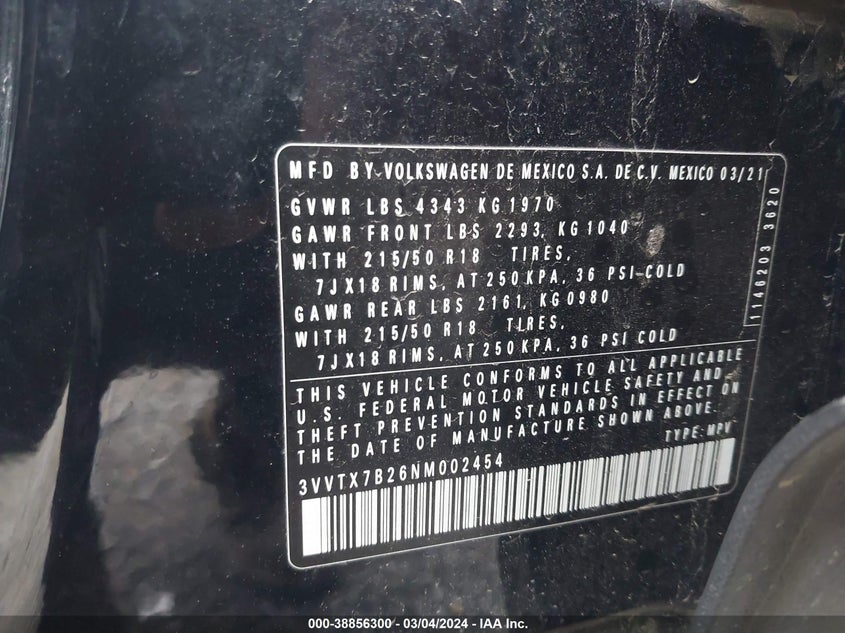 MFD BY VOLKSWAGEN DE MEXICO S.A. DE C.V. MEXICO 03/21
GVWR LBS 4343 KG 1970
GAWR FRONT LBS 2293, KG 1040
WITH 215/50 R18 TIRES,
7JX18 RIMS, AT 250 KPA, 36 PSI COLD
GAWR REAR LBS 2161, KG 0980
WITH 215/50 R18 TIRES,
7JX18 RIMS, AT 250 KPA, 36 PSI COLD
THIS VEHICLE CONFORMS TO ALL APPLICABLE
U.S. FEDERAL MOTOR VEHICLE SAFETY AND
THEFT PREVENTION STANDARDS IN EFFECT ON
THE DATE OF MANUFACTURE SHOWN ABOVE.
TYPE: MPV
3VVTX7B26NM002454
1146203 3620
000-38856300 — 03/04/2024 — IAA Inc.